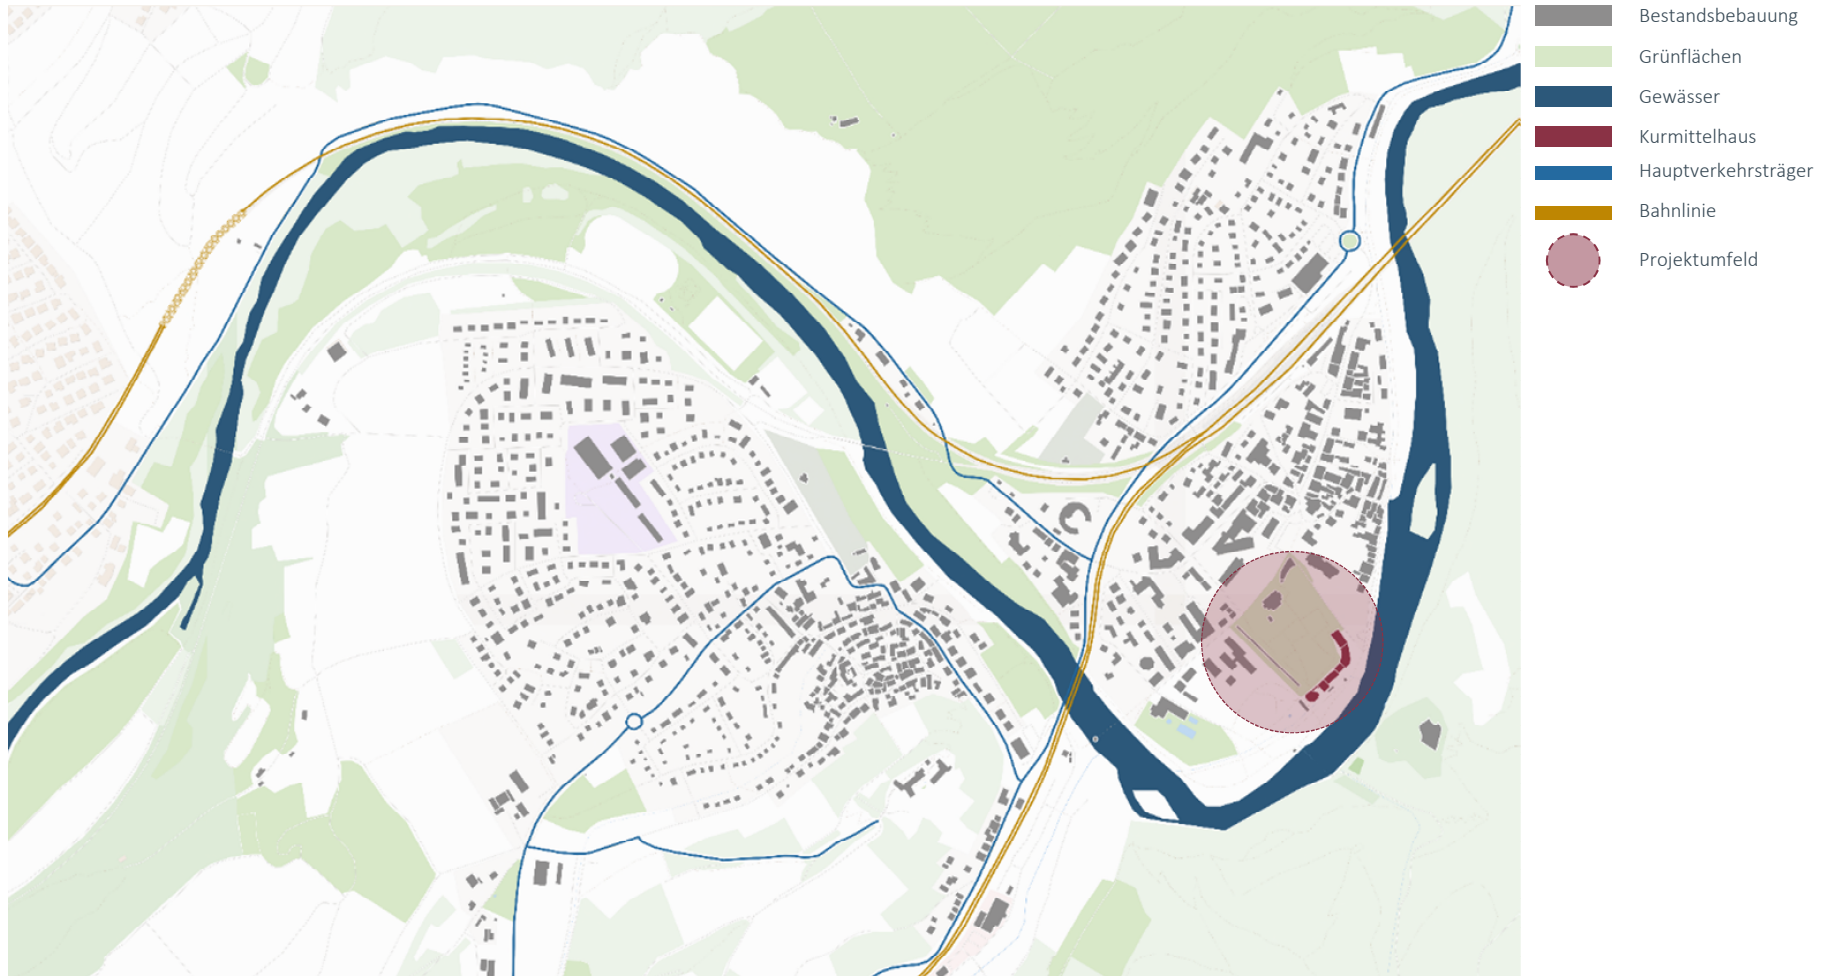 Bestandsbebauung
Grünflächen
Gewässer
Kurmittelhaus
Hauptverkehrsträger
Bahnlinie
Projektumfeld